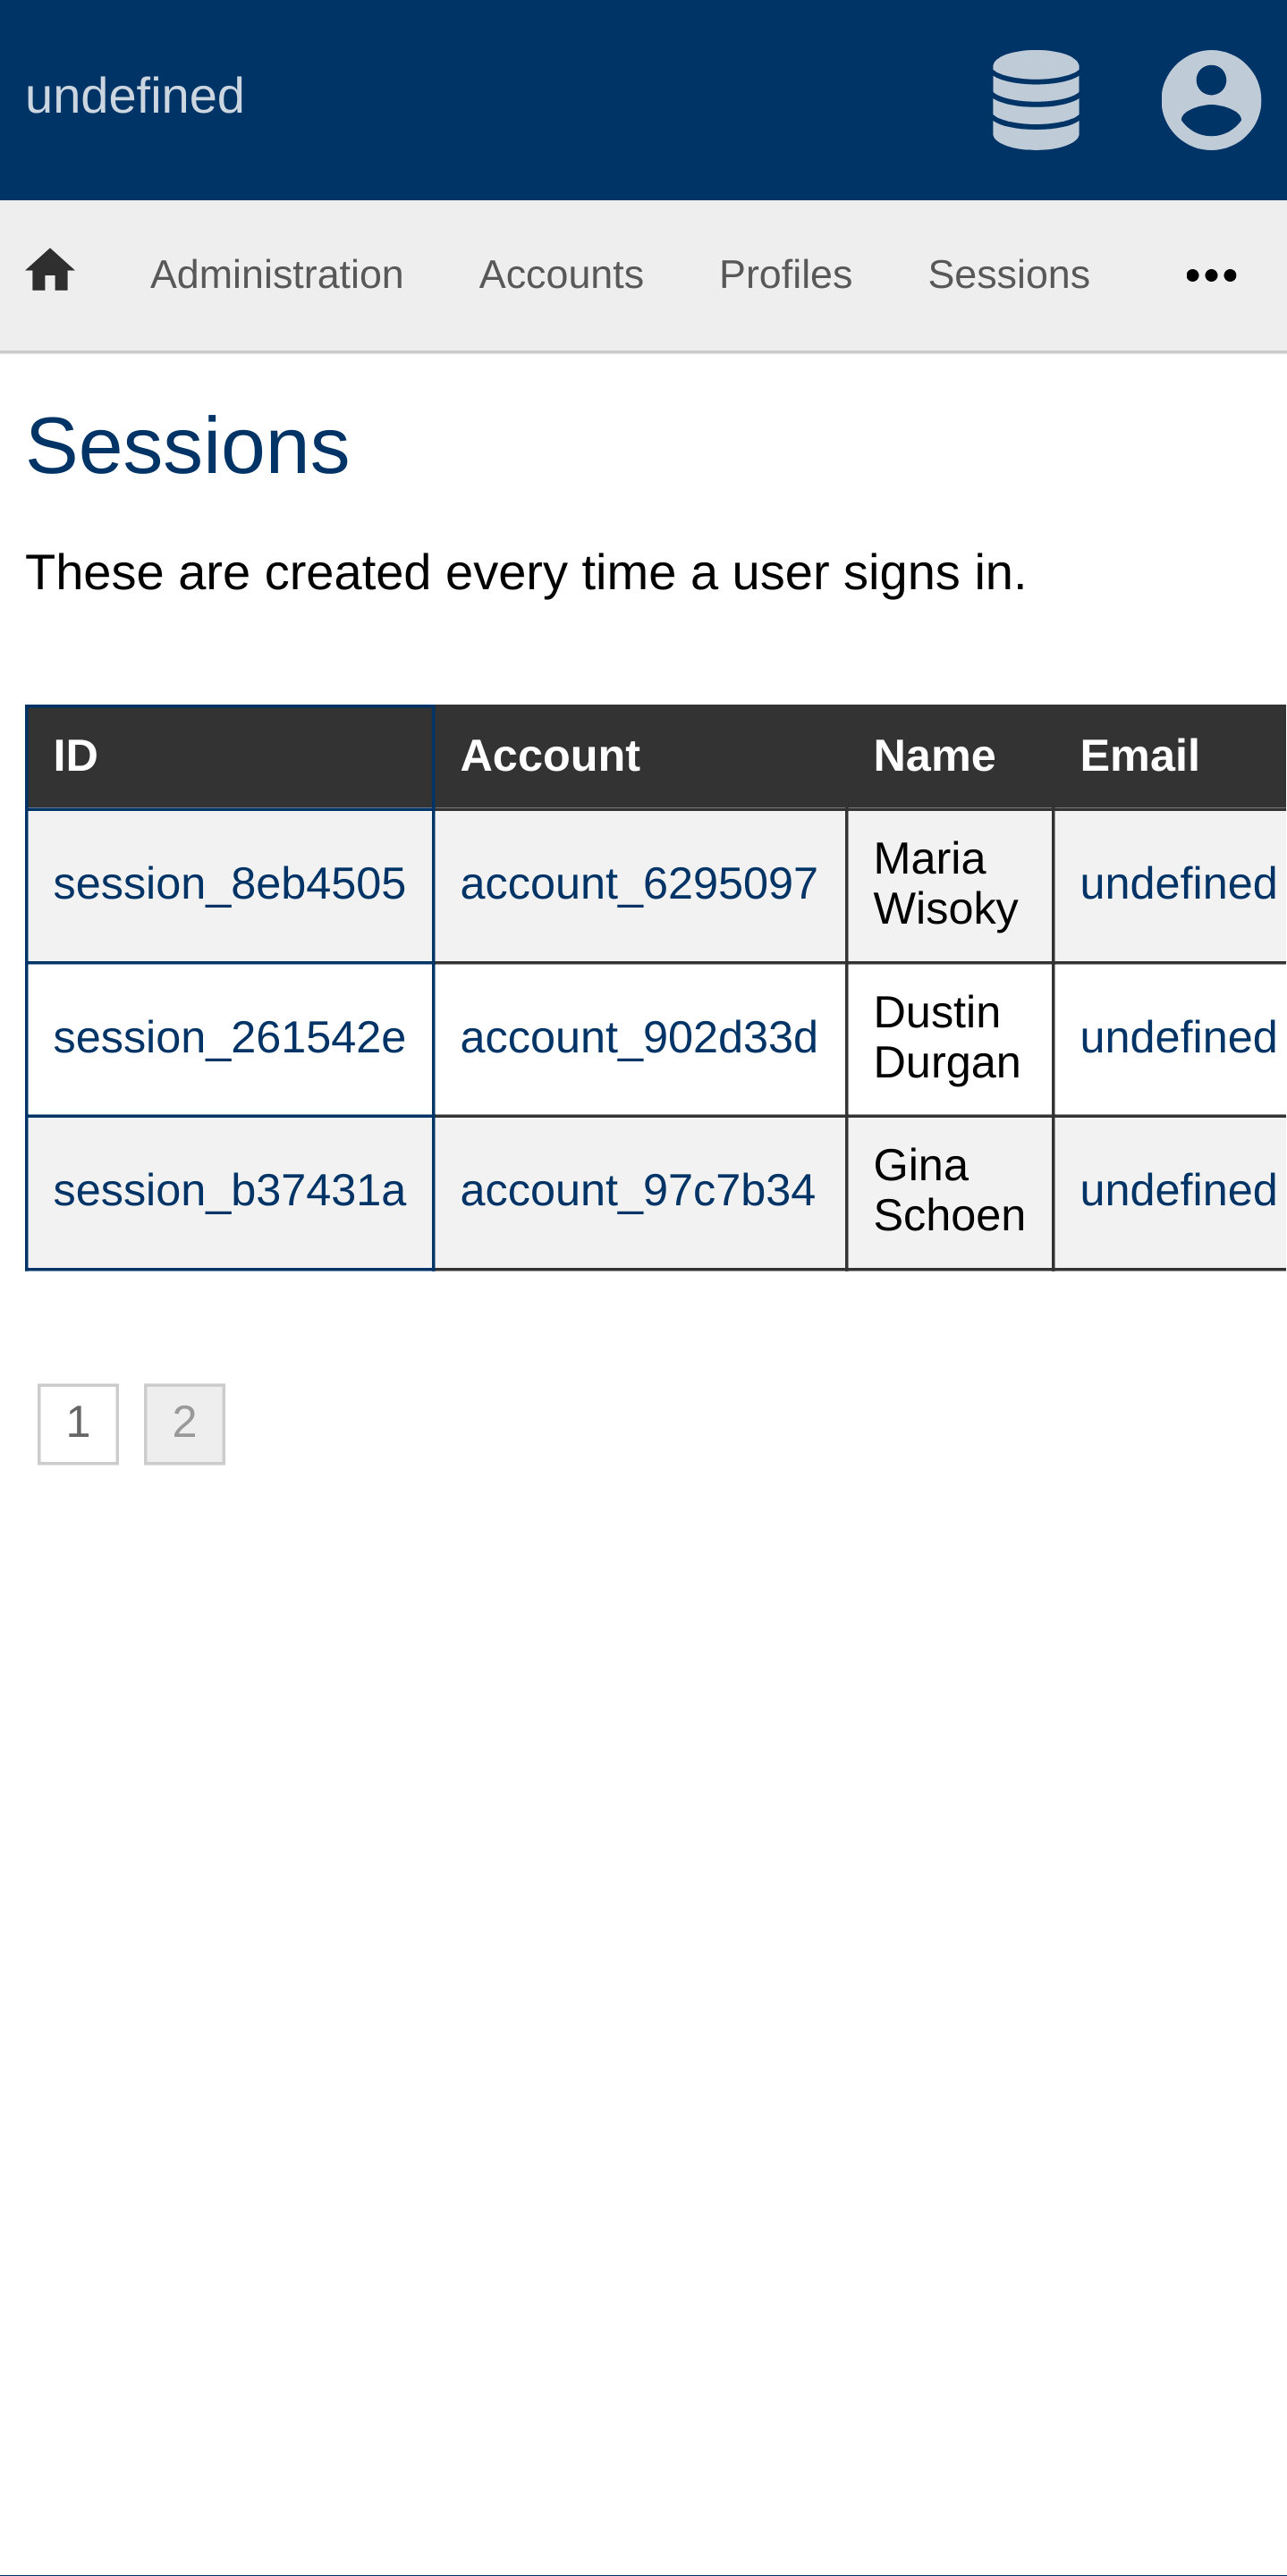 undefined
Administration Accounts Profiles Sessions
Sessions
These are created every time a user signs in.
ID Account Name Email
session_8eb4505 account_6295097 Maria Wisoky undefined
session_261542e account_902d33d Dustin Durgan undefined
session_b37431a account_97c7b34 Gina Schoen undefined
1 2